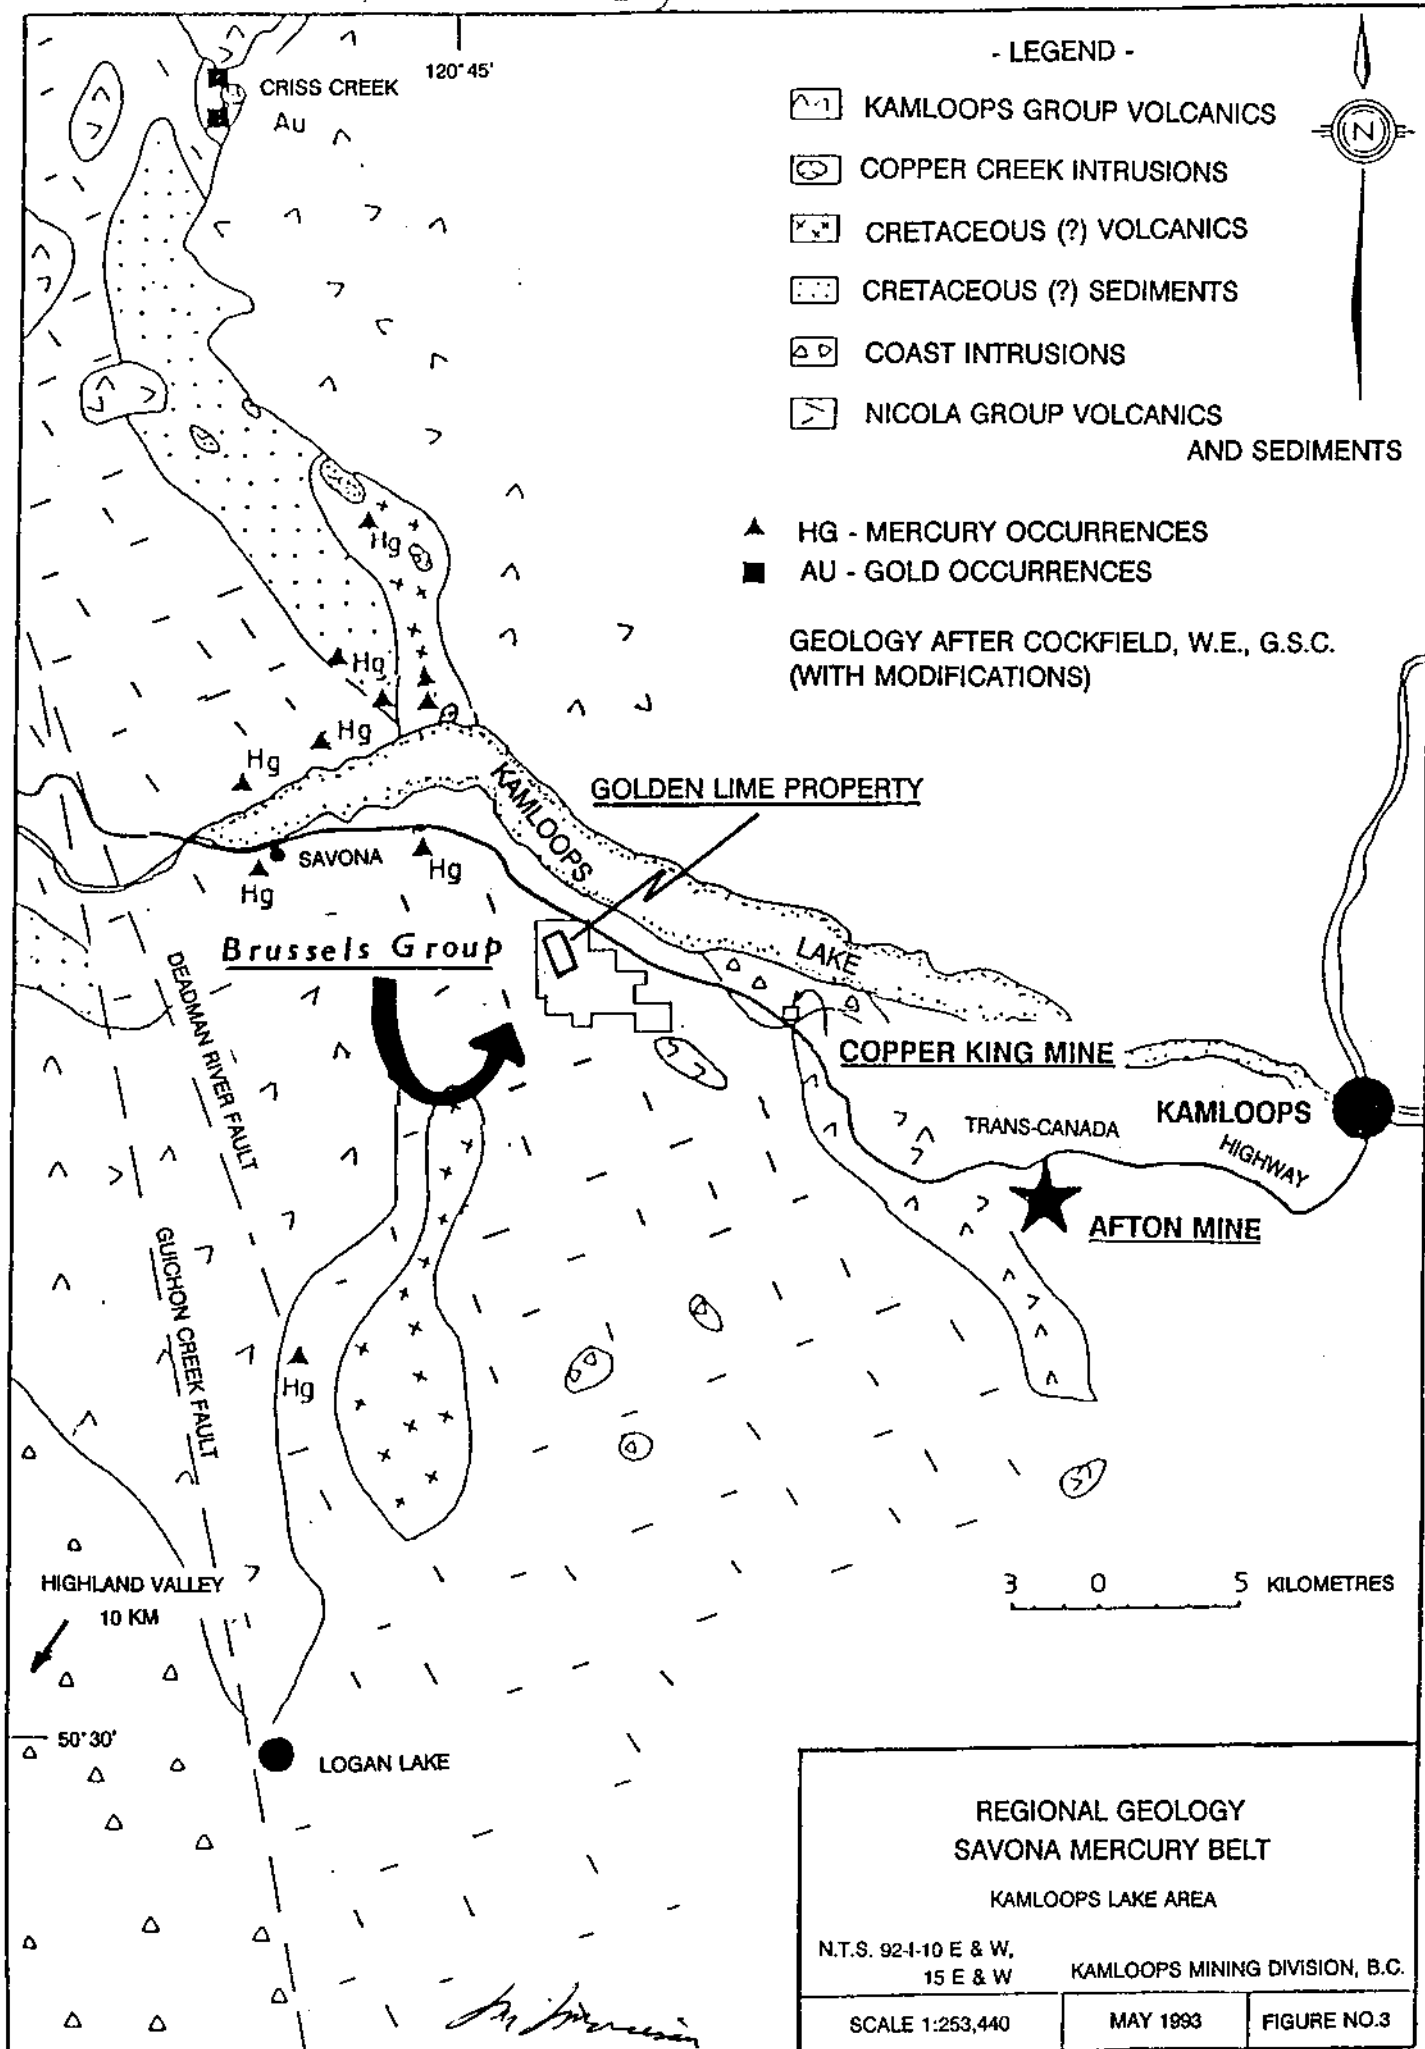 120°45'
CRISS CREEK
Au
- LEGEND -
KAMLOOPS GROUP VOLCANICS
COPPER CREEK INTRUSIONS
CRETACEOUS (?) VOLCANICS
CRETACEOUS (?) SEDIMENTS
COAST INTRUSIONS
NICOLA GROUP VOLCANICS
AND SEDIMENTS
HG - MERCURY OCCURRENCES
AU - GOLD OCCURRENCES
GEOLOGY AFTER COCKFIELD, W.E., G.S.C.
(WITH MODIFICATIONS)
N
Hg
Hg
Hg
Hg
KAMLOOPS
LAKE
GOLDEN LIME PROPERTY
SAVONA
Hg
Hg
Brussels Group
DEADMAN RIVER FAULT
COPPER KING MINE
KAMLOOPS
TRANS-CANADA
HIGHWAY
AFTON MINE
GUICHON CREEK FAULT
Hg
HIGHLAND VALLEY
10 KM
3 0 5 KILOMETRES
50°30'
LOGAN LAKE
REGIONAL GEOLOGY
SAVONA MERCURY BELT
KAMLOOPS LAKE AREA
N.T.S. 92-I-10 E & W,
15 E & W
KAMLOOPS MINING DIVISION, B.C.
SCALE 1:253,440
MAY 1993
FIGURE NO.3